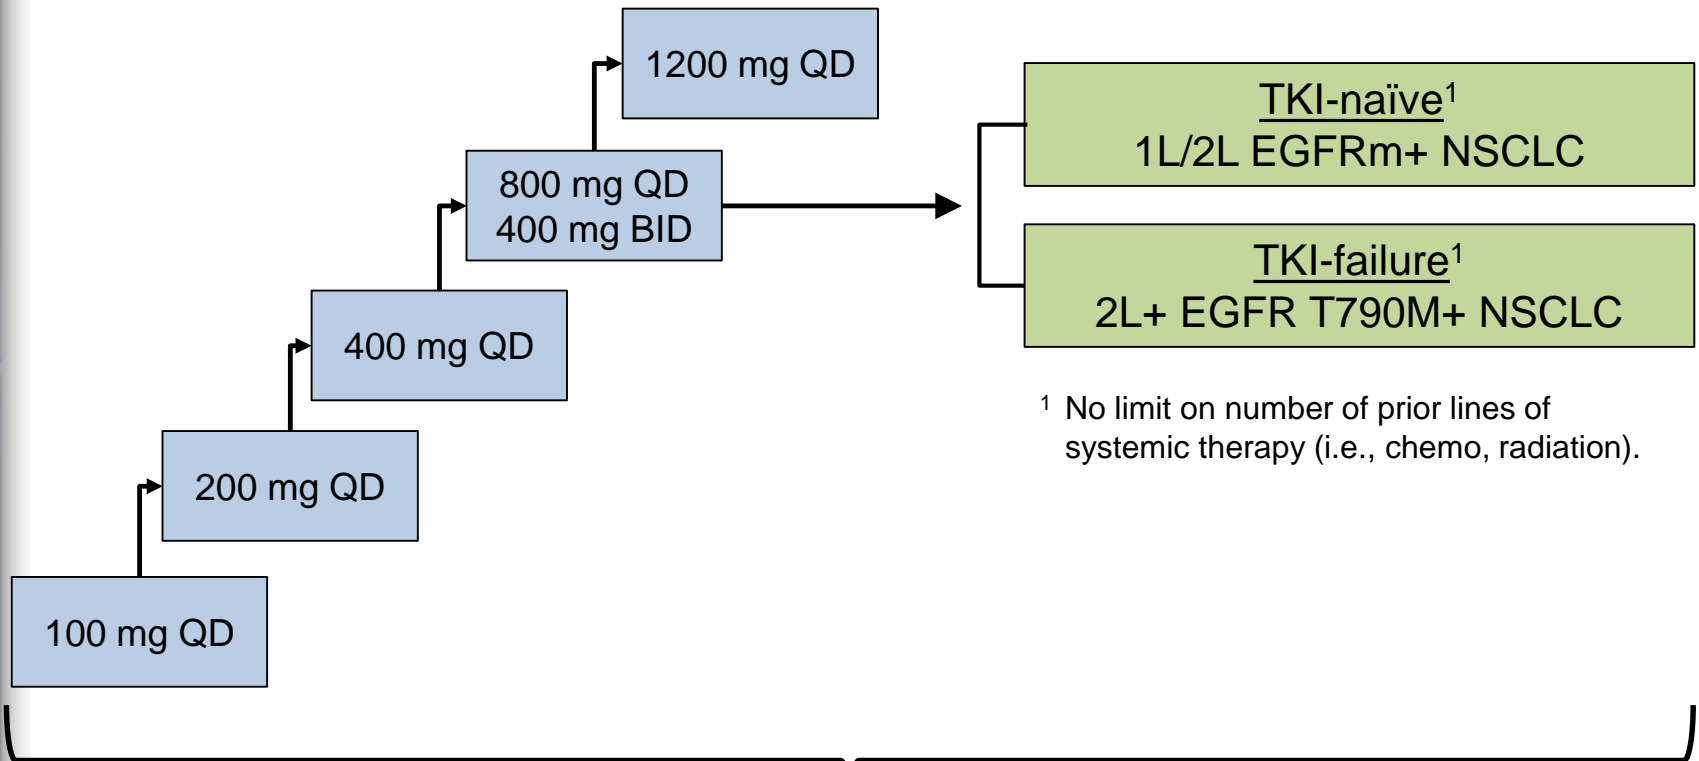 1200 mg QD
800 mg QD
400 mg BID
400 mg QD
200 mg QD
100 mg QD
TKI-naïve¹
1L/2L EGFRm+ NSCLC
TKI-failure¹
2L+ EGFR T790M+ NSCLC
¹ No limit on number of prior lines of
systemic therapy (i.e., chemo, radiation).